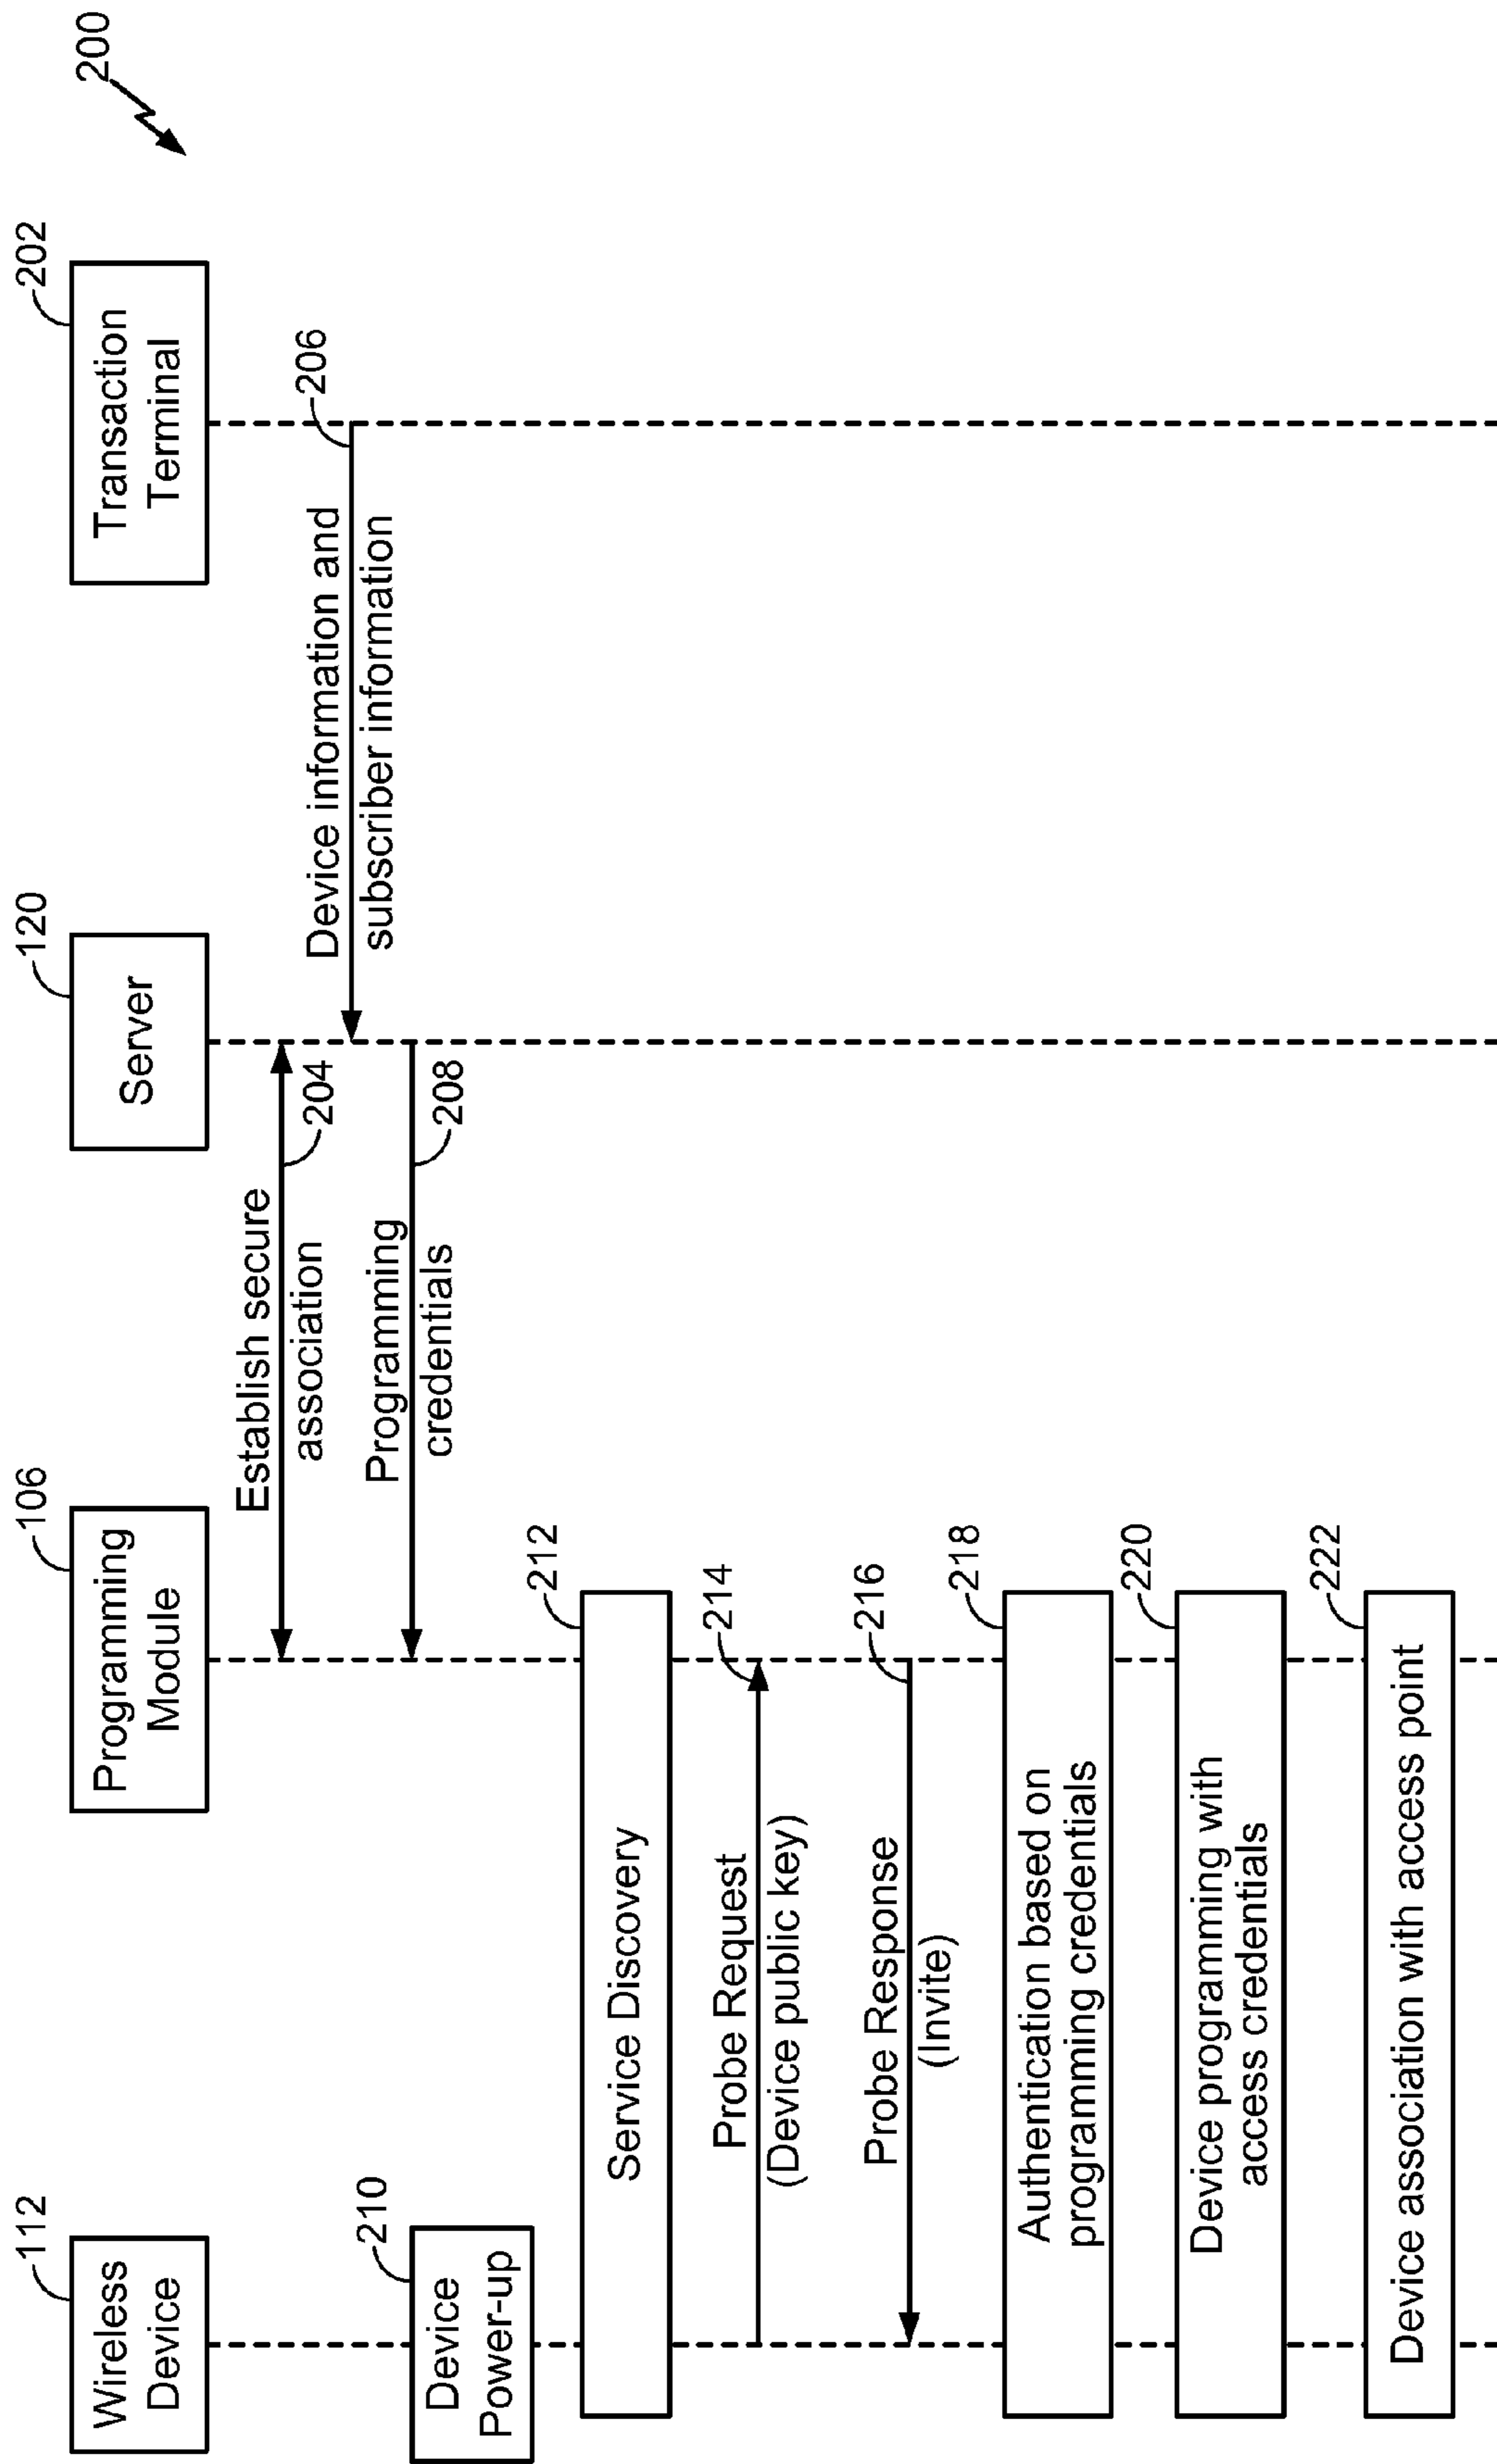 200
112
Wireless
Device
106
Programming
Module
120
Server
202
Transaction
Terminal
Establish secure
association
204
206
Device information and
subscriber information
Programming
credentials
208
210
Device
Power-up
212
Service Discovery
Probe Request
(Device public key)
214
Probe Response
(Invite)
216
218
Authentication based on
programming credentials
220
Device programming with
access credentials
222
Device association with access point